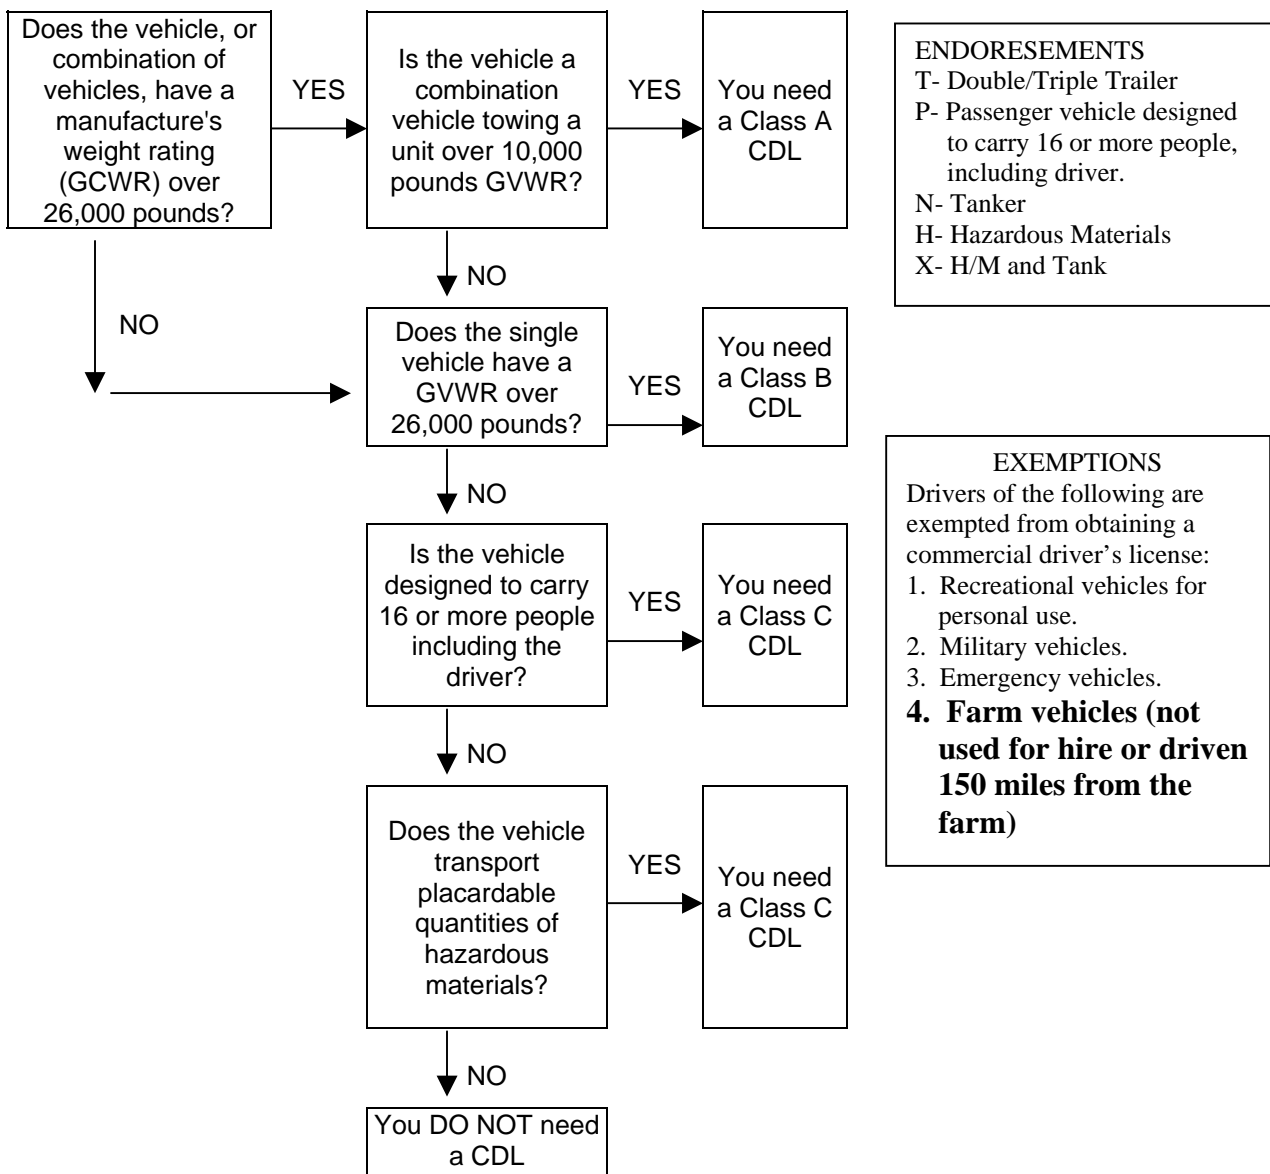 Does the vehicle, or
combination of
vehicles, have a
manufacture's
weight rating
(GCWR) over
26,000 pounds?
YES
Is the vehicle a
combination
vehicle towing a
unit over 10,000
pounds GVWR?
YES
You need
a Class A
CDL
NO
NO
Does the single
vehicle have a
GVWR over
26,000 pounds?
YES
You need
a Class B
CDL
NO
Is the vehicle
designed to carry
16 or more people
including the
driver?
YES
You need
a Class C
CDL
NO
Does the vehicle
transport
placardable
quantities of
hazardous
materials?
YES
You need
a Class C
CDL
NO
You DO NOT need
a CDL
ENDORESEMENTS
T- Double/Triple Trailer
P- Passenger vehicle designed
to carry 16 or more people,
including driver.
N- Tanker
H- Hazardous Materials
X- H/M and Tank
EXEMPTIONS
Drivers of the following are
exempted from obtaining a
commercial driver’s license:
1. Recreational vehicles for
personal use.
2. Military vehicles.
3. Emergency vehicles.
4. Farm vehicles (not
used for hire or driven
150 miles from the
farm)